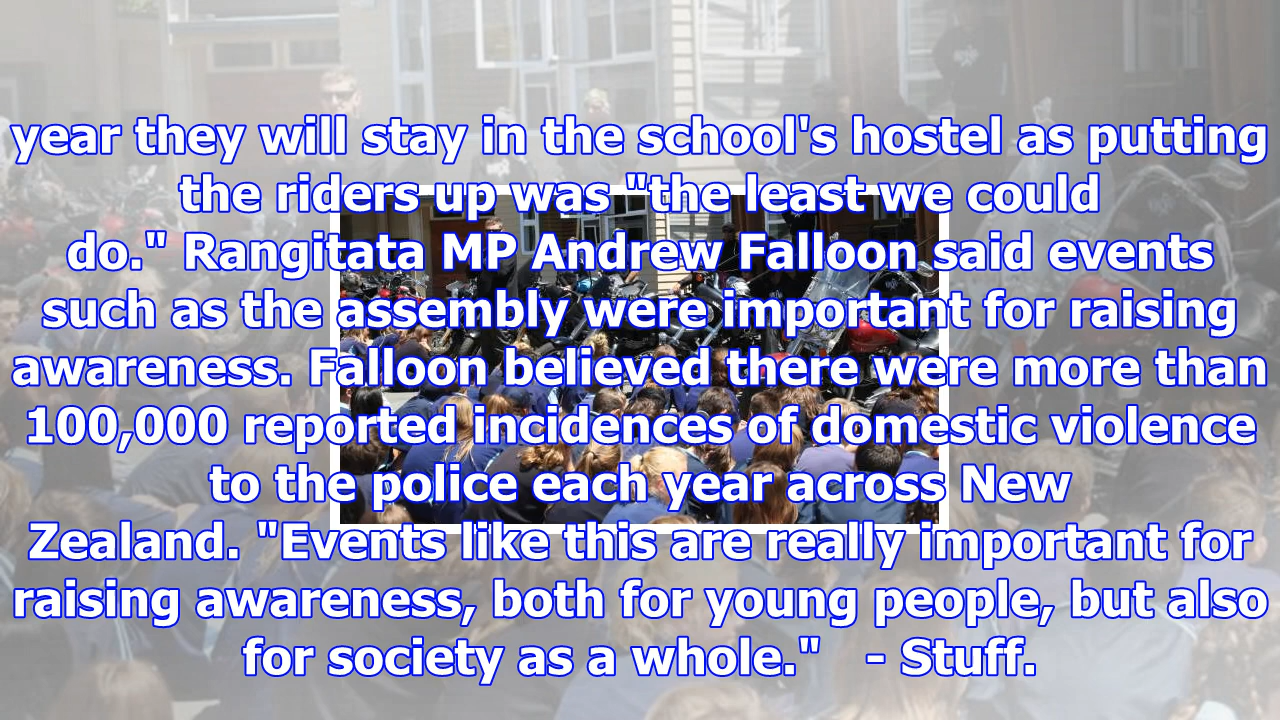 year they will stay in the school's hostel as putting
the riders up was "the least we could
do." Rangitata MP Andrew Falloon said events
such as the assembly were important for raising
awareness. Falloon believed there were more than
100,000 reported incidences of domestic violence
to the police each year across New
Zealand. "Events like this are really important for
raising awareness, both for young people, but also
for society as a whole."   - Stuff.